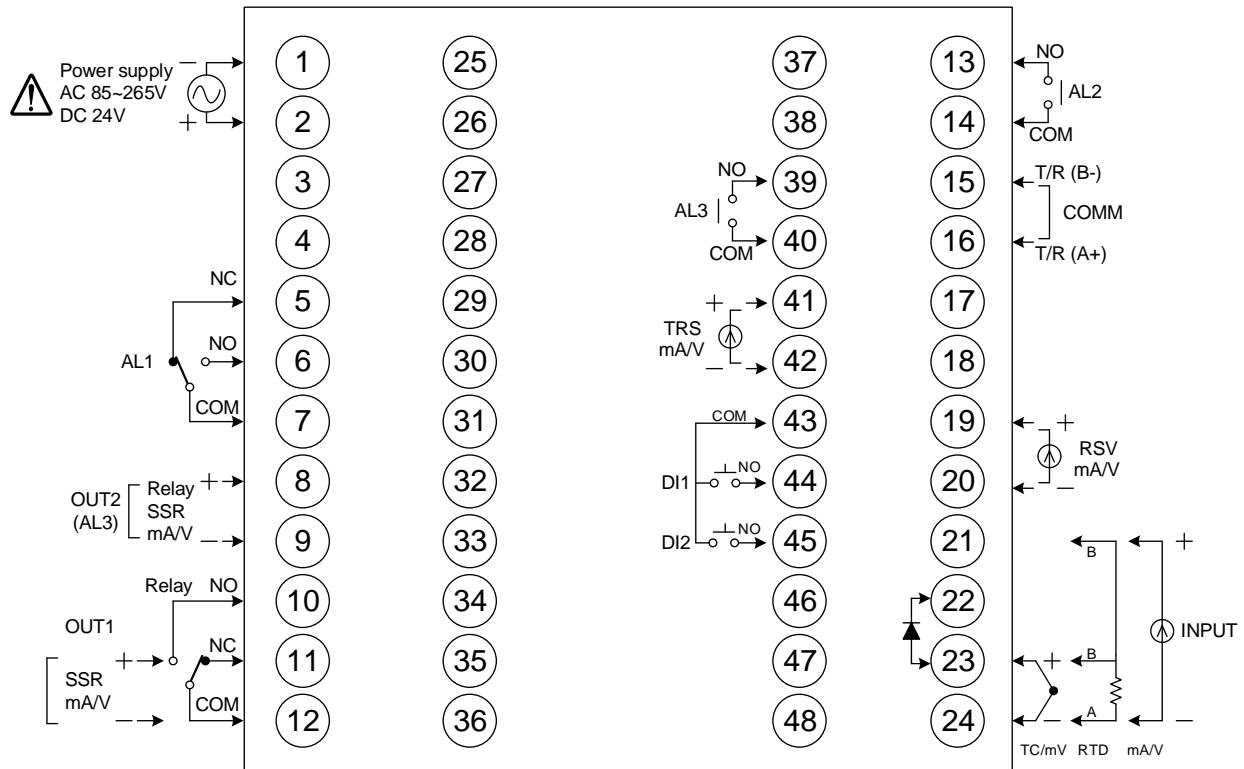 Power supply
AC 85~265V
DC 24V
−
+
1
2
3
4
NC
5
AL1
NO
6
COM
7
OUT2
(AL3)
Relay
SSR
mA/V
+
8
−
9
Relay NO
10
OUT1
+
NC
11
SSR
mA/V
−
COM
12
25
26
27
28
29
30
31
32
33
34
35
36
37
38
NO
39
AL3
COM
40
+
41
TRS
mA/V
−
42
COM
43
DI1
NO
44
DI2
NO
45
46
47
48
13
NO
AL2
14
COM
15
T/R (B-)
COMM
16
T/R (A+)
17
18
19
+
RSV
mA/V
20
−
21
B
+
22
INPUT
23
+
B
24
−
A
−
TC/mV RTD mA/V